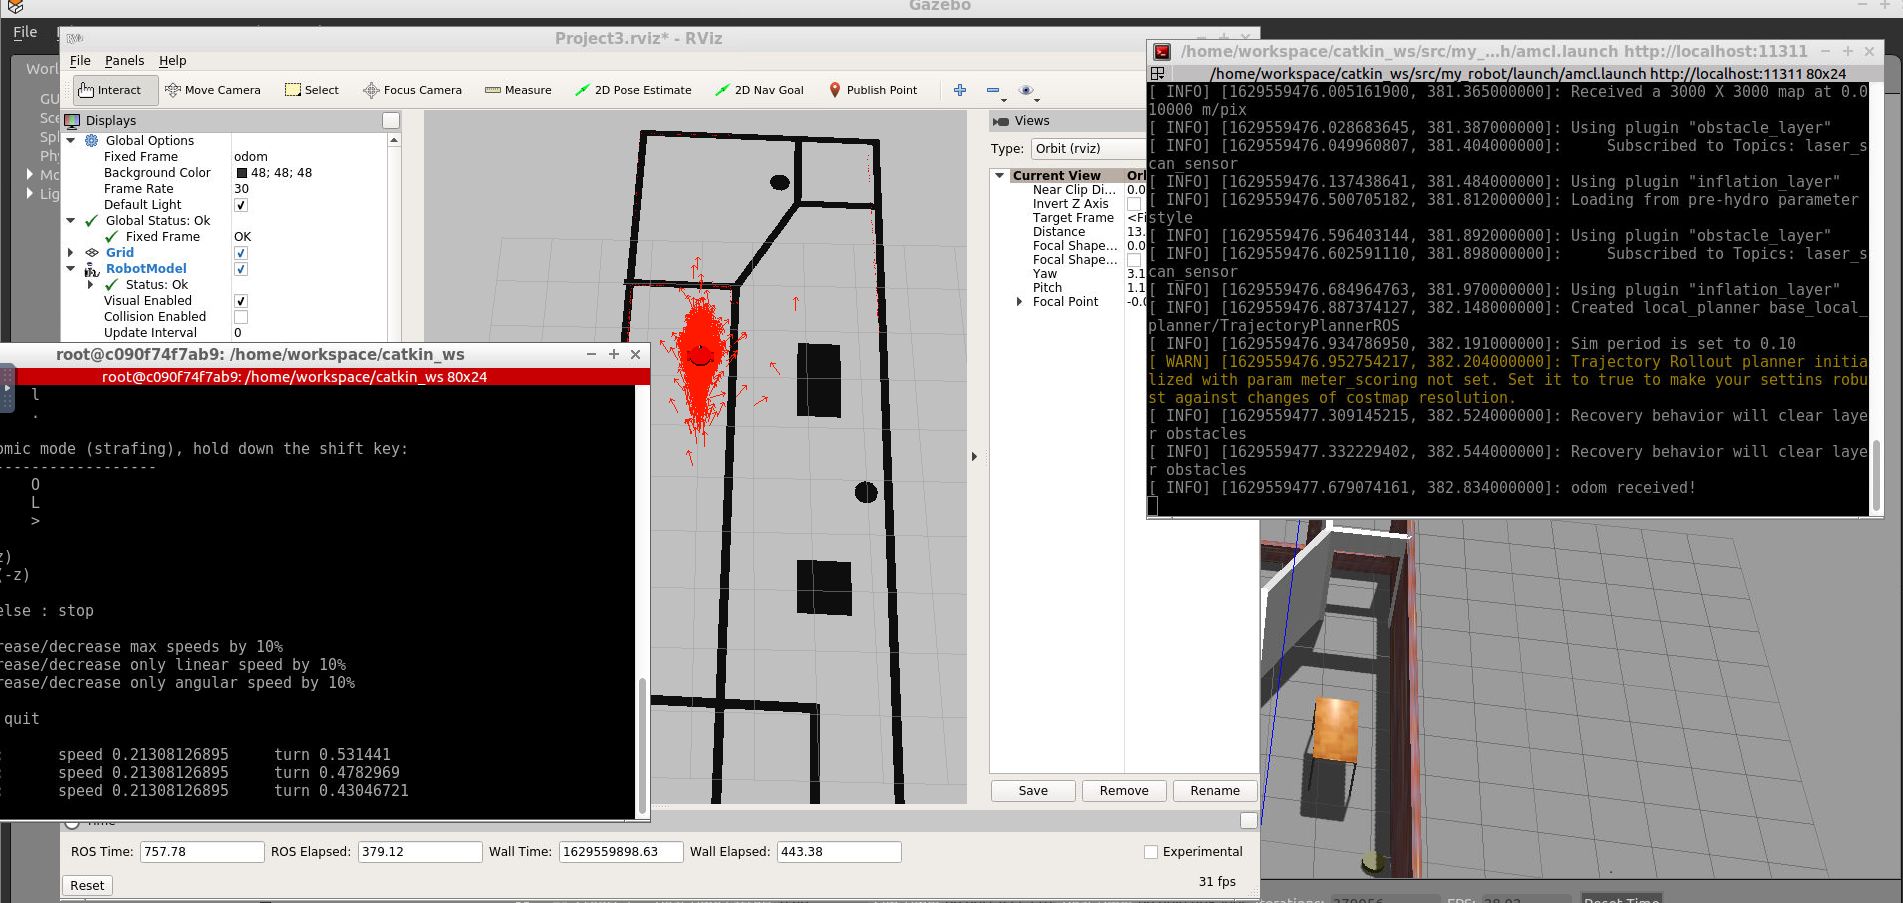 Gazebo
File
Project3.rviz* - RViz
File Panels Help
Interact Move Camera Select Focus Camera Measure 2D Pose Estimate 2D Nav Goal Publish Point
Displays
Global Options
Fixed Frame odom
Background Color 48; 48; 48
Frame Rate 30
Default Light
Global Status: Ok
Fixed Frame OK
Grid
RobotModel
Status: Ok
Visual Enabled
Collision Enabled
Update Interval 0
Views
Type: Orbit (rviz)
Current View
Near Clip Di... 0.0
Invert Z Axis
Target Frame
Distance 13.
Focal Shape... 0.0
Focal Shape...
Yaw 3.1
Pitch 1.1
Focal Point -0.
Save Remove Rename
root@c090f74f7ab9: /home/workspace/catkin_ws
root@c090f74f7ab9: /home/workspace/catkin_ws 80x24
l
.
omic mode (strafing), hold down the shift key:
------------------
O
L
>
z)
(-z)
else : stop
rease/decrease max speeds by 10%
rease/decrease only linear speed by 10%
rease/decrease only angular speed by 10%
quit
: speed 0.21308126895 turn 0.531441
: speed 0.21308126895 turn 0.4782969
: speed 0.21308126895 turn 0.43046721
ROS Time: 757.78 ROS Elapsed: 379.12 Wall Time: 1629559898.63 Wall Elapsed: 443.38 Experimental
Reset 31 fps
/home/workspace/catkin_ws/src/my_...h/amcl.launch http://localhost:11311
/home/workspace/catkin_ws/src/my_robot/launch/amcl.launch http://localhost:11311 80x24
[ INFO] [1629559476.005161900, 381.365000000]: Received a 3000 X 3000 map at 0.0
10000 m/pix
[ INFO] [1629559476.028683645, 381.387000000]: Using plugin "obstacle_layer"
[ INFO] [1629559476.049960807, 381.404000000]: Subscribed to Topics: laser_s
can_sensor
[ INFO] [1629559476.137438641, 381.484000000]: Using plugin "inflation_layer"
[ INFO] [1629559476.500705182, 381.812000000]: Loading from pre-hydro parameter
style
[ INFO] [1629559476.596403144, 381.892000000]: Using plugin "obstacle_layer"
[ INFO] [1629559476.602591110, 381.898000000]: Subscribed to Topics: laser_s
can_sensor
[ INFO] [1629559476.684964763, 381.970000000]: Using plugin "inflation_layer"
[ INFO] [1629559476.887374127, 382.148000000]: Created local_planner base_local_
planner/TrajectoryPlannerROS
[ INFO] [1629559476.934786950, 382.191000000]: Sim period is set to 0.10
[ WARN] [1629559476.952754217, 382.204000000]: Trajectory Rollout planner initia
lized with param meter_scoring not set. Set it to true to make your settins robu
st against changes of costmap resolution.
[ INFO] [1629559477.309145215, 382.524000000]: Recovery behavior will clear laye
r obstacles
[ INFO] [1629559477.332229402, 382.544000000]: Recovery behavior will clear laye
r obstacles
[ INFO] [1629559477.679074161, 382.834000000]: odom received!